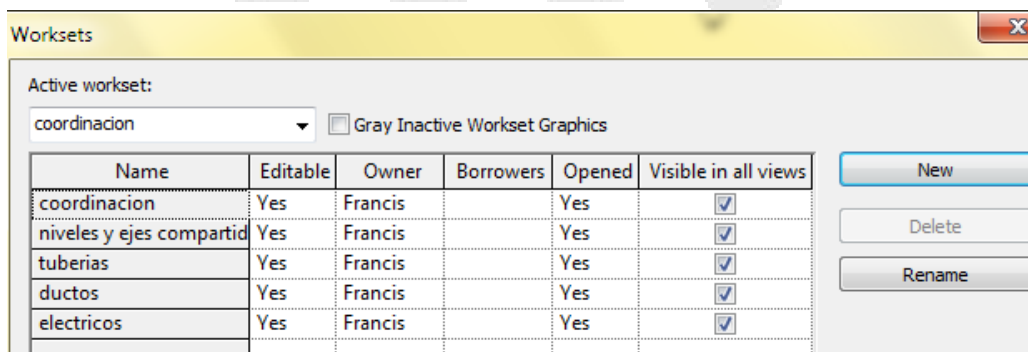 Worksets
X
Active workset:
coordinacion Gray Inactive Workset Graphics
Name Editable Owner Borrowers Opened Visible in all views New
coordinacion Yes Francis Yes
niveles y ejes compartid Yes Francis Yes Delete
tuberias Yes Francis Yes Rename
ductos Yes Francis Yes
electricos Yes Francis Yes